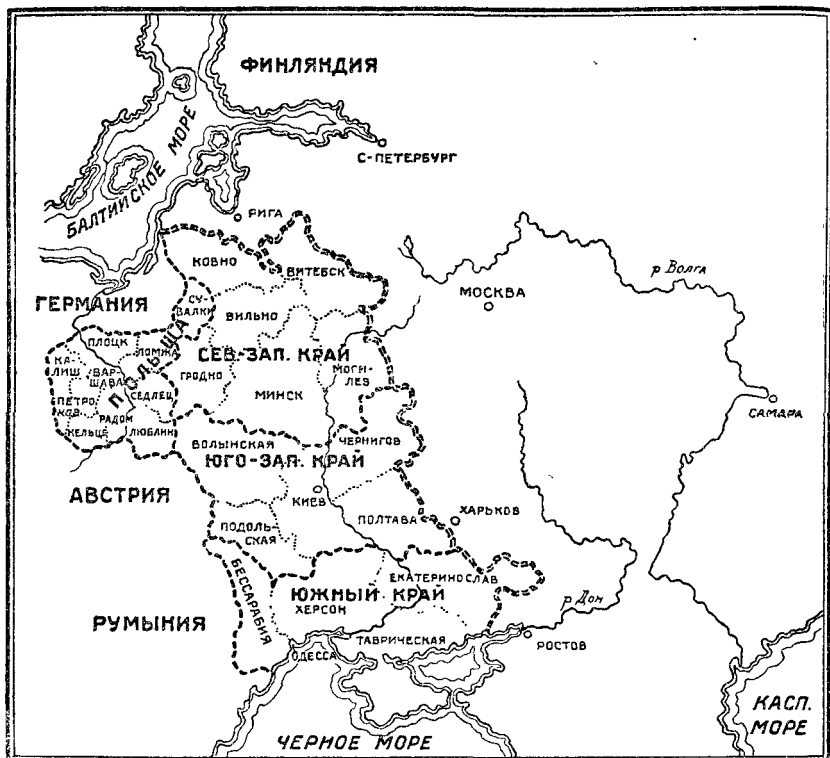 ФИНЛЯНДИЯ
С-ПЕТЕРБУРГ
БАЛТИЙСКОЕ МОРЕ
РИГА
КОВНО
ВИТЕБСК
р Волга
МОСКВА
ГЕРМАНИЯ
СУ-
ВАЛКИ
ВИЛЬНО
ПЛОЦК
ЛОМЖА
ПОЛЬША
СЕВ-ЗАП. КРАЙ
КА-
ЛИШ
ВАР-
ШАВА
ГРОДНО
МИНСК
МОГИ-
ЛЕВ
ПЕТРО
КОВ
СЕДЛЕЦ
РАДОМ
КЕЛЬЦЕ
ЛЮБЛИН
САМАРА
ВОЛЫНСКАЯ
ЧЕРНИГОВ
ЮГО-ЗАП. КРАЙ
АВСТРИЯ
КИЕВ
ПОЛТАВА
ХАРЬКОВ
ПОДОЛЬ-
СКАЯ
БЕССАРАБИЯ
ЕКАТЕРИНОСЛАВ
ЮЖНЫЙ КРАЙ
ХЕРСОН
р Дон
РУМЫНИЯ
ТАВРИЧЕСКАЯ
РОСТОВ
ОДЕССА
КАСП.
МОРЕ
ЧЕРНОЕ МОРЕ